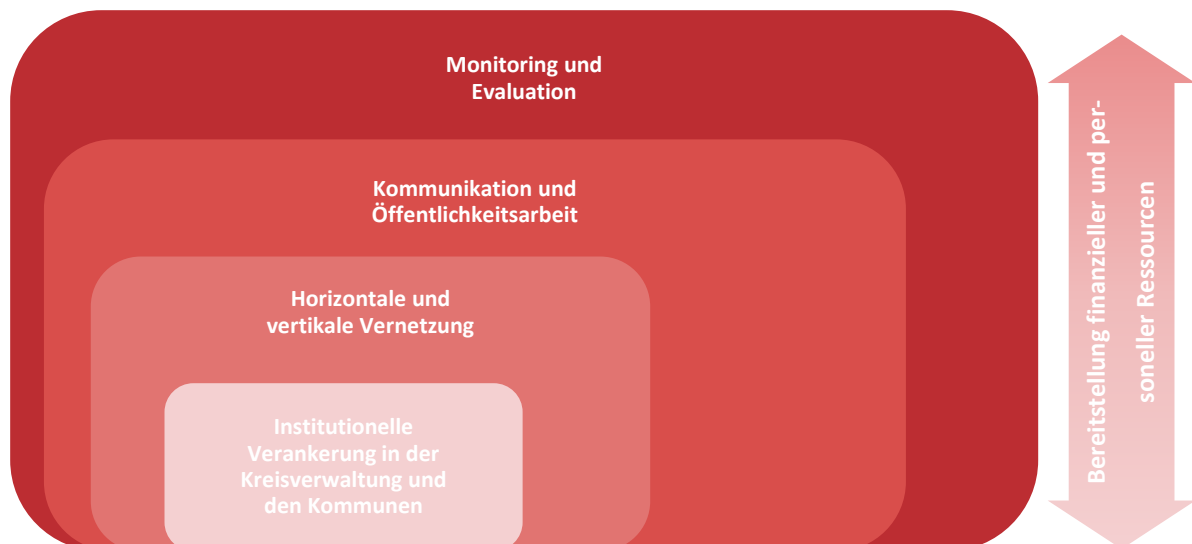 Monitoring und
Evaluation
Kommunikation und
Öffentlichkeitsarbeit
Horizontale und
vertikale Vernetzung
Institutionelle
Verankerung in der
Kreisverwaltung und
den Kommunen
Bereitstellung finanzieller und per-
soneller Ressourcen